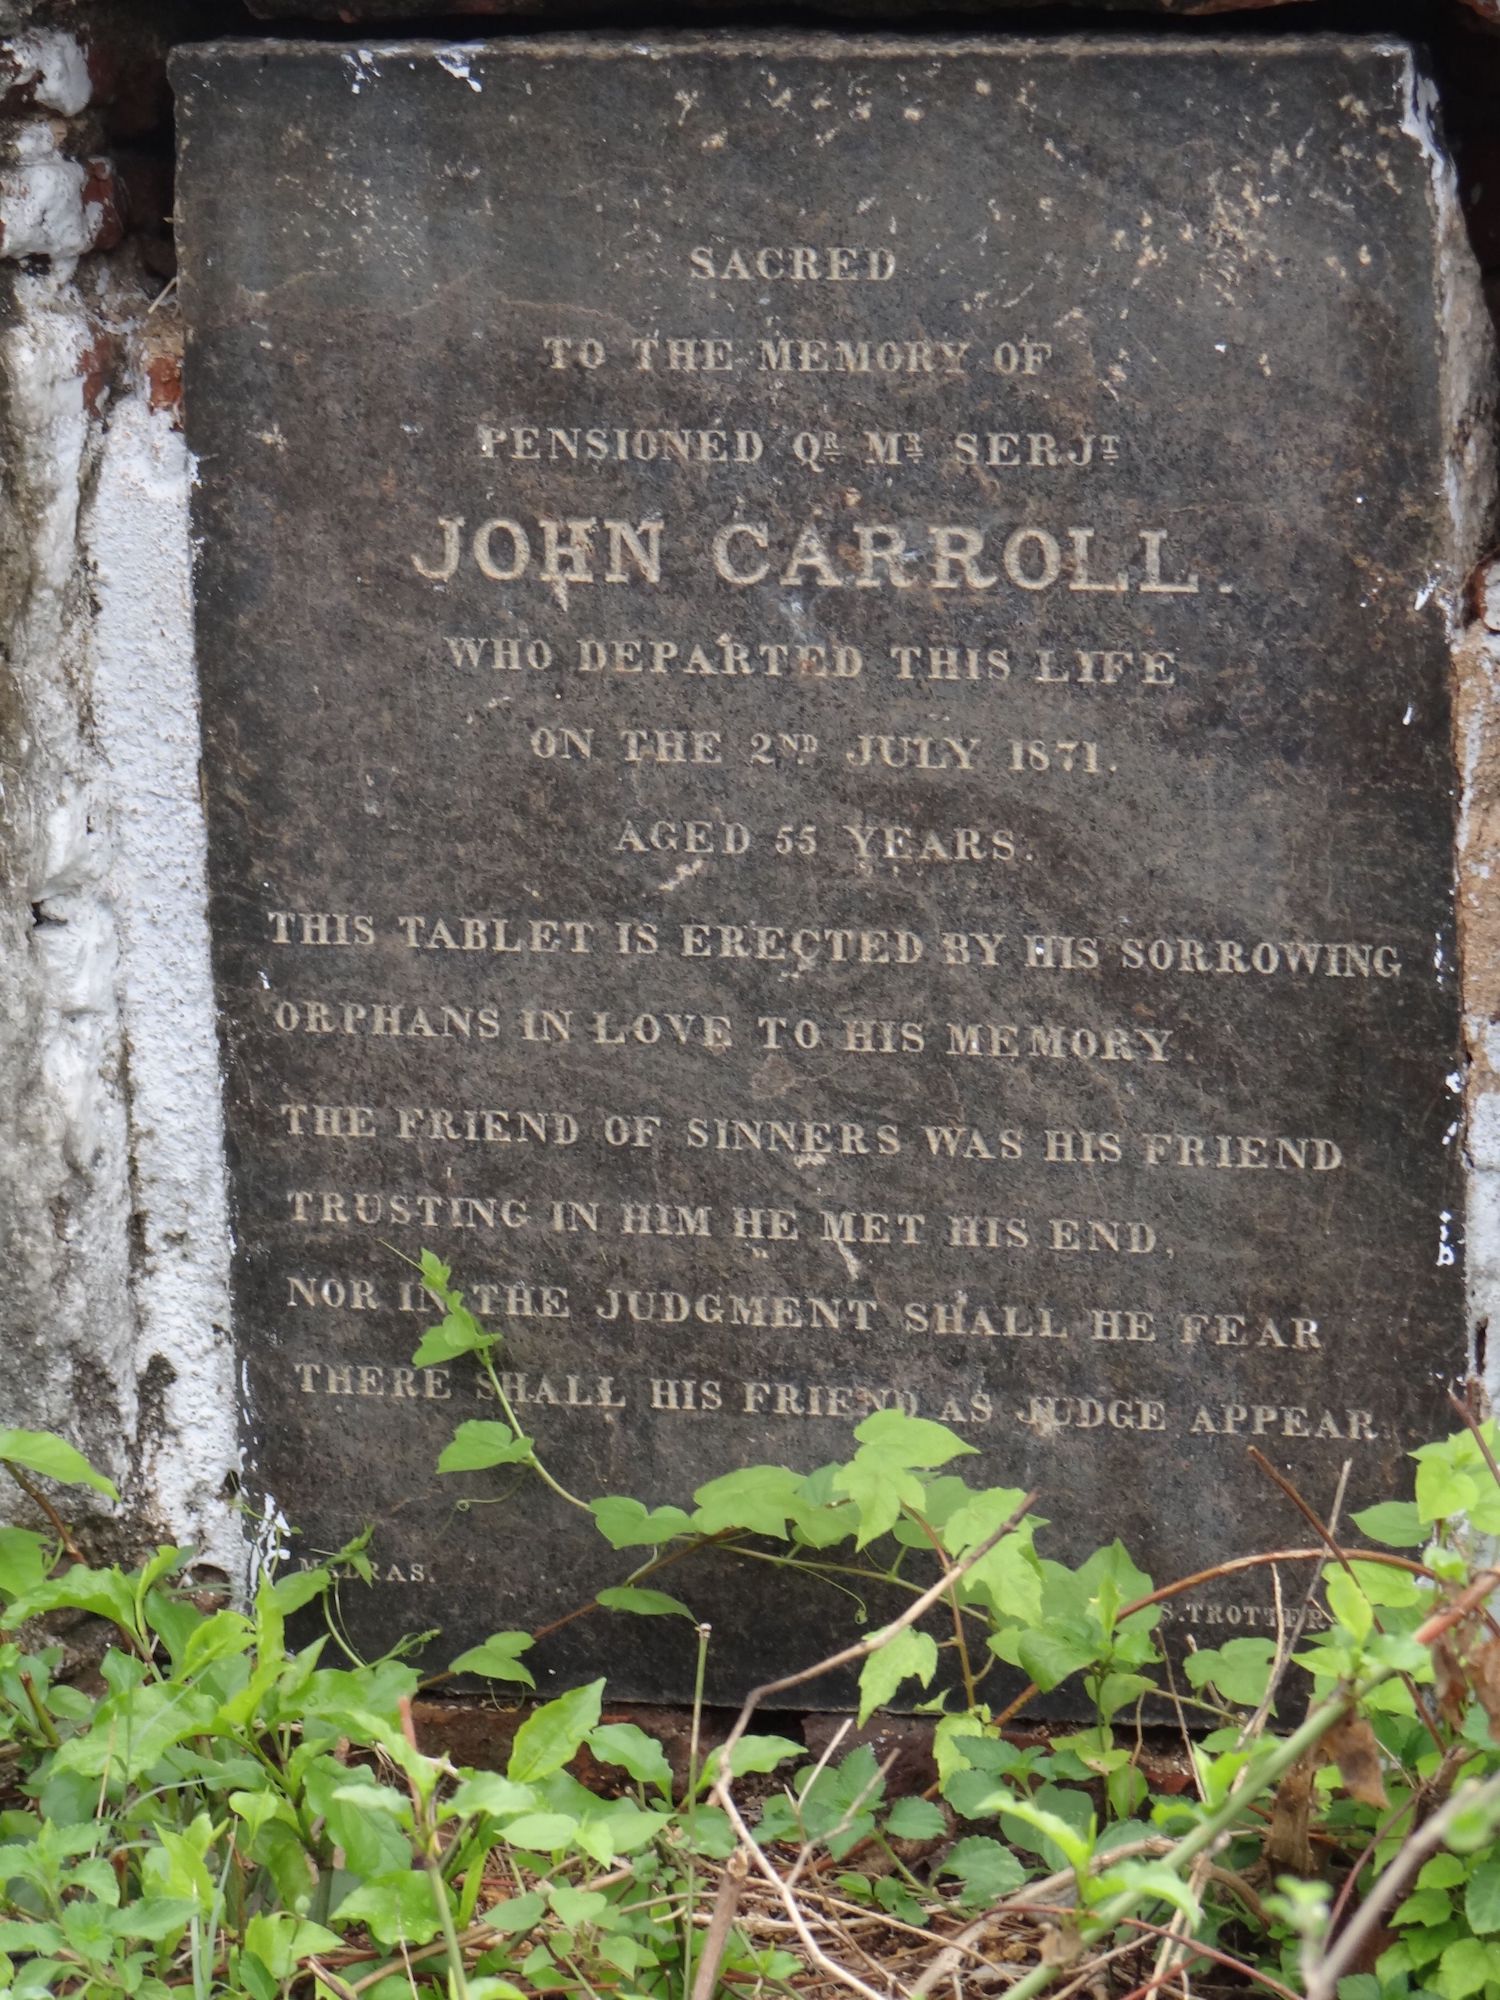 SACRED
TO THE MEMORY OF
PENSIONED QR MR SERJT
JOHN CARROLL.
WHO DEPARTED THIS LIFE
ON THE 2ND JULY 1871.
AGED 55 YEARS.
THIS TABLET IS ERECTED BY HIS SORROWING
ORPHANS IN LOVE TO HIS MEMORY.
THE FRIEND OF SINNERS WAS HIS FRIEND
TRUSTING IN HIM HE MET HIS END,
NOR IN THE JUDGMENT SHALL HE FEAR
THERE SHALL HIS FRIEND AS JUDGE APPEAR.
MADRAS.
S. TROTTER.